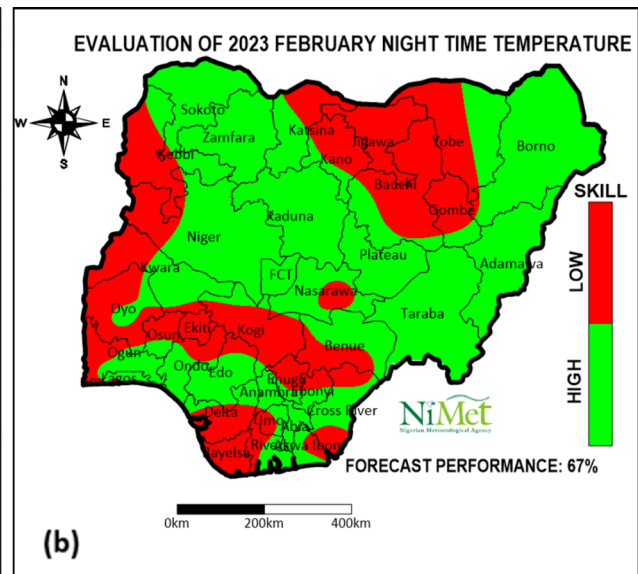 EVALUATION OF 2023 FEBRUARY NIGHT TIME TEMPERATURE
N
W E
S
Sokoto
Zamfara
Katsina
Jigawa
Yobe
Borno
Kebbi
Kano
Bauchi
Gombe
SKILL
LOW
HIGH
Kaduna
Niger
Plateau
Adamawa
Kwara
FCT
Nasarawa
Oyo
Taraba
Osun
Ekiti
Kogi
Benue
Ogun
Lagos
Ondo
Edo
Enugu
Anambra
Ebonyi
Cross River
Delta
Imo
Abia
Bayelsa
Rivers
Akwa Ibom
NiMet
Nigerian Meteorological Agency
FORECAST PERFORMANCE: 67%
0km 200km 400km
(b)